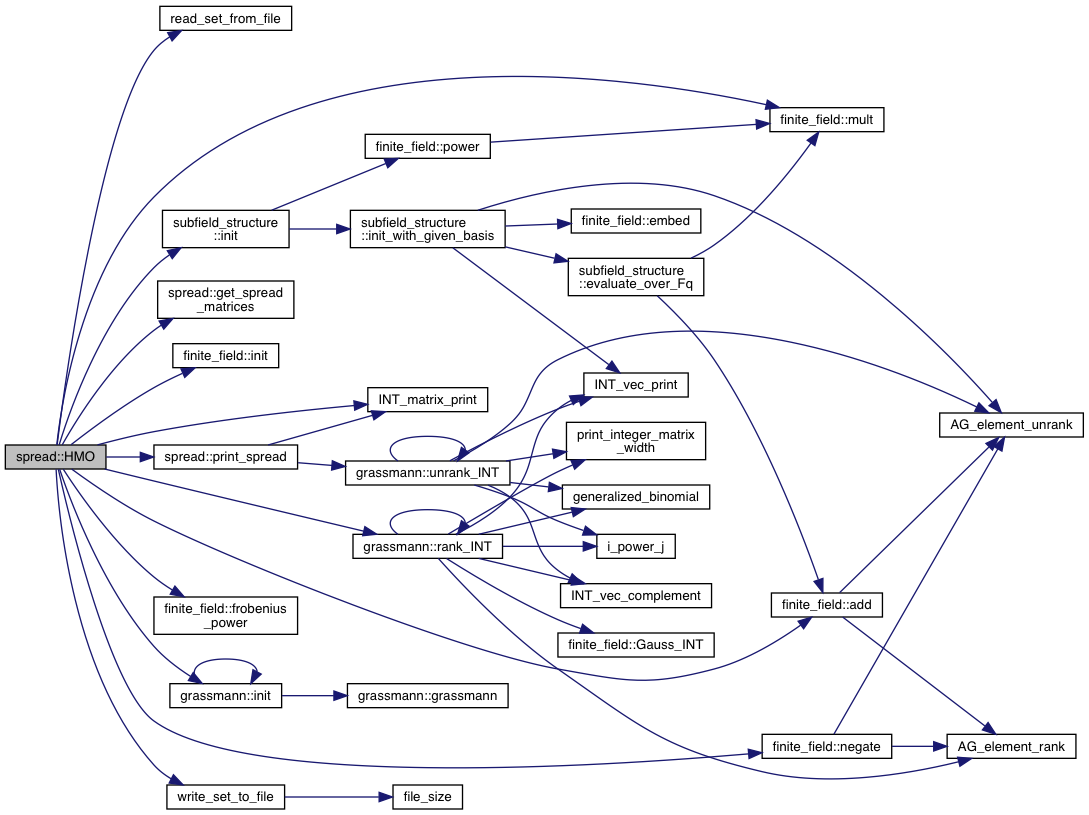 read_set_from_file
finite_field::mult
finite_field::power
subfield_structure
::init
subfield_structure
::init_with_given_basis
finite_field::embed
subfield_structure
::evaluate_over_Fq
spread::get_spread
_matrices
finite_field::init
INT_vec_print
INT_matrix_print
AG_element_unrank
print_integer_matrix
_width
spread::HMO
spread::print_spread
grassmann::unrank_INT
generalized_binomial
grassmann::rank_INT
i_power_j
INT_vec_complement
finite_field::frobenius
_power
finite_field::add
finite_field::Gauss_INT
grassmann::init
grassmann::grassmann
finite_field::negate
AG_element_rank
write_set_to_file
file_size